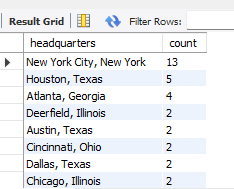 Result Grid Filter Rows:
headquarters count
New York City, New York 13
Houston, Texas 5
Atlanta, Georgia 4
Deerfield, Illinois 2
Austin, Texas 2
Cincinnati, Ohio 2
Dallas, Texas 2
Chicago, Illinois 2